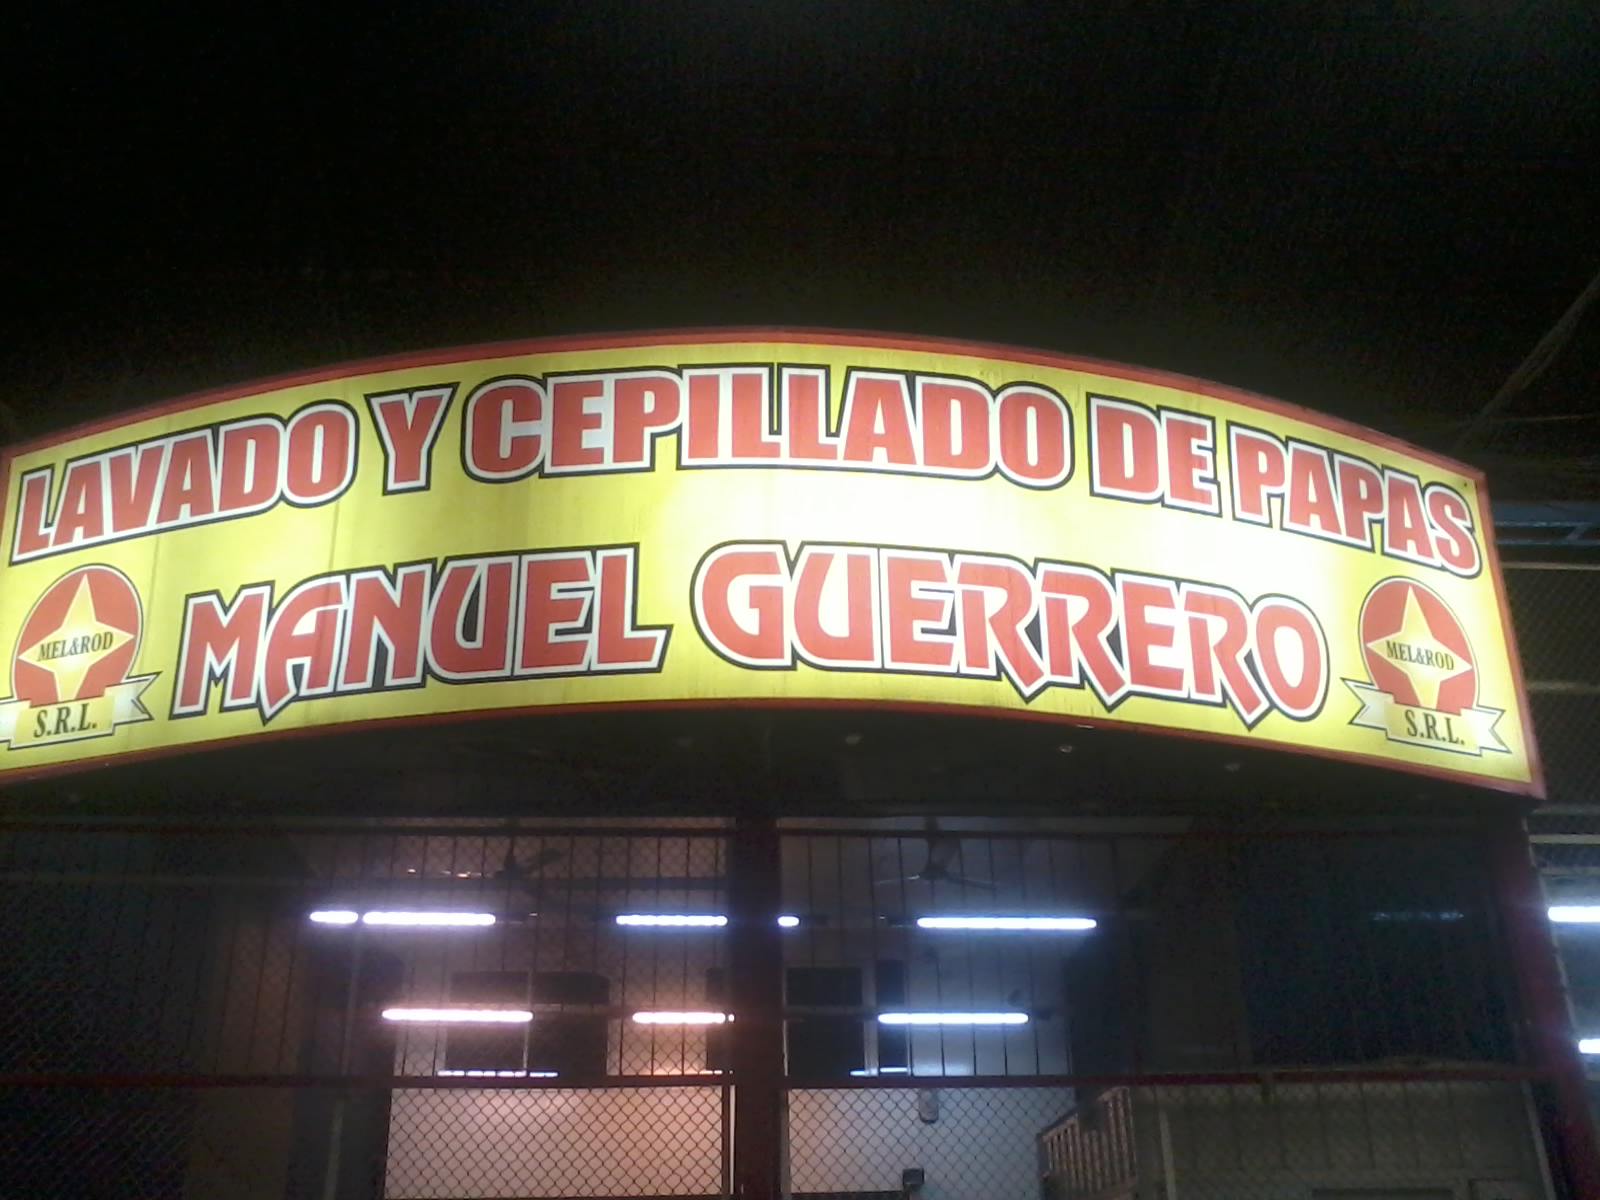 LAVADO Y CEPILLADO DE PAPAS
MANUEL GUERRERO
MEL&ROD
S.R.L.
MEL&ROD
S.R.L.